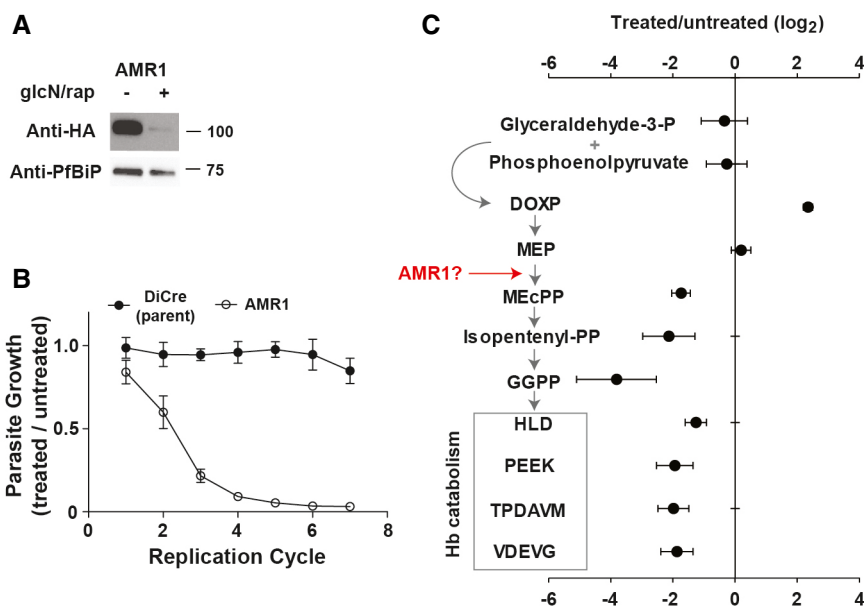 A
AMR1
glcN/rap - +
Anti-HA — 100
Anti-PfBiP — 75
B
DiCre
(parent)
AMR1
Parasite Growth
(treated / untreated)
1.0
0.5
0
0 2 4 6 8
Replication Cycle
C
Treated/untreated (log2)
-6 -4 -2 0 2 4
Glyceraldehyde-3-P
+
Phosphoenolpyruvate
DOXP
MEP
AMR1?
MEcPP
Isopentenyl-PP
GGPP
Hb catabolism
HLD
PEEK
TPDAVM
VDEVG
-6 -4 -2 0 2 4